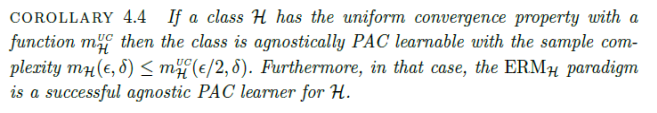 COROLLARY 4.4 If a class H has the uniform convergence property with a
function m_H^UC then the class is agnostically PAC learnable with the sample com-
plexity m_H(ϵ, δ) ≤ m_H^UC(ϵ/2, δ). Furthermore, in that case, the ERM_H paradigm
is a successful agnostic PAC learner for H.